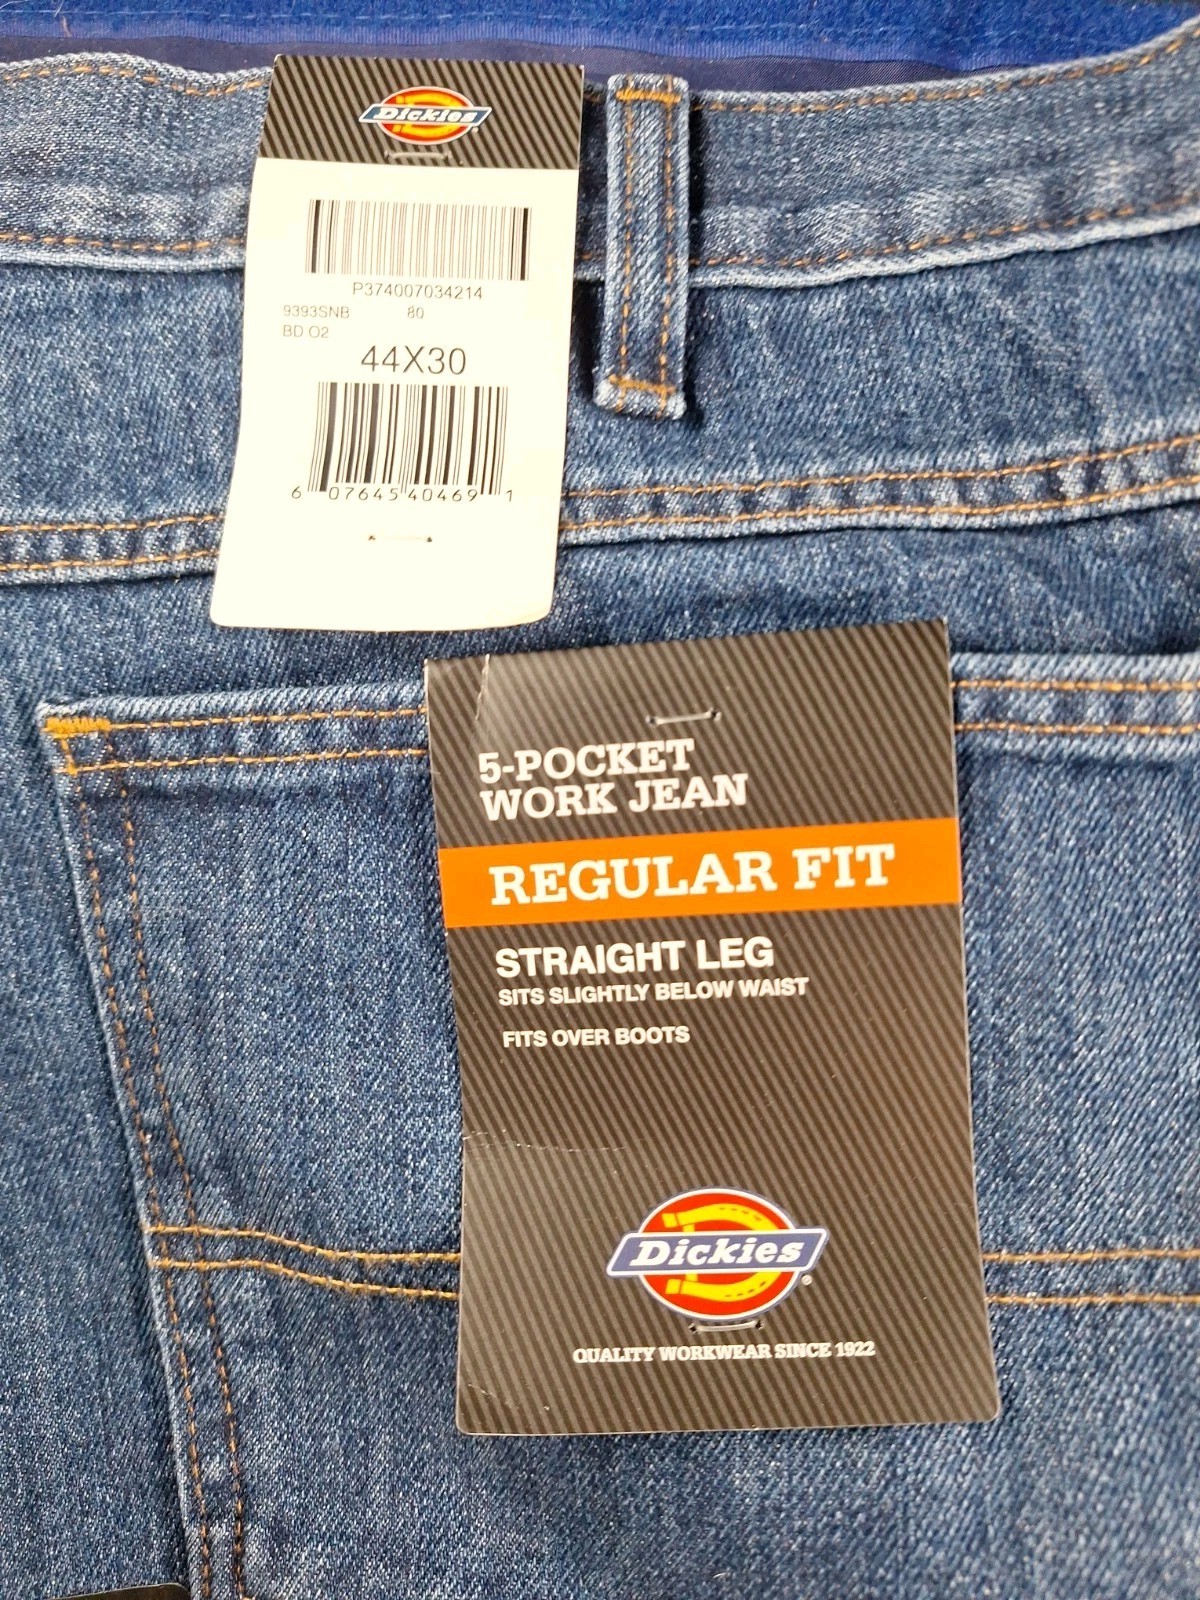 Dickies®
P374007034214
9393SNB 80
BD O2
44X30
6 07645 40469 1
5-POCKET
WORK JEAN
REGULAR FIT
STRAIGHT LEG
SITS SLIGHTLY BELOW WAIST
FITS OVER BOOTS
Dickies®
QUALITY WORKWEAR SINCE 1922